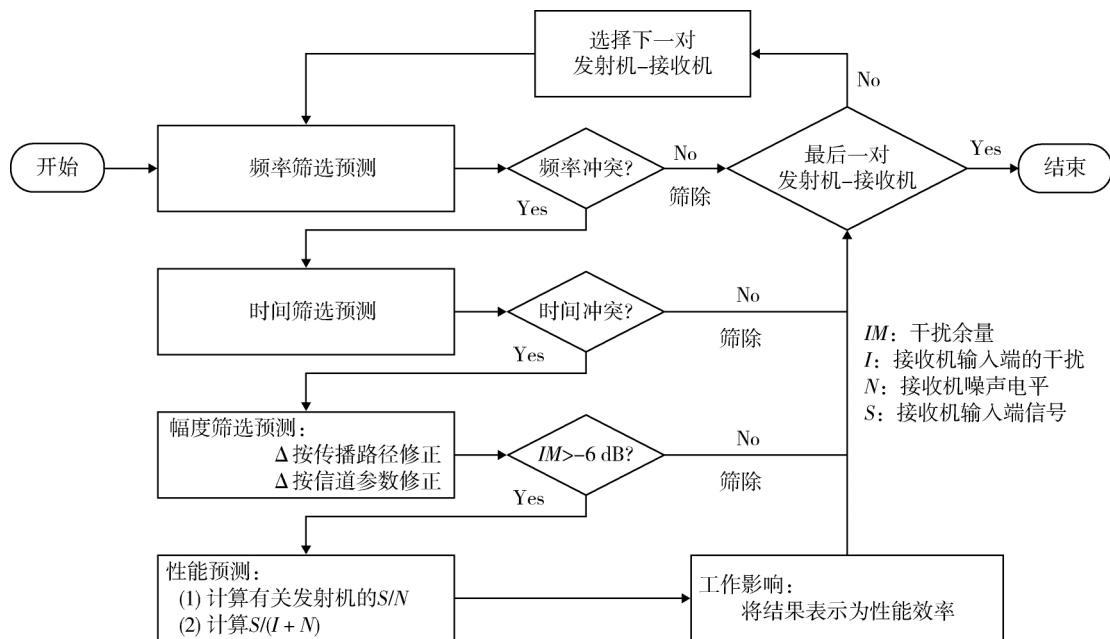 选择下一对
发射机-接收机
No
开始
频率筛选预测
频率冲突?
No
筛除
最后一对
发射机-接收机
Yes
结束
Yes
时间筛选预测
时间冲突?
No
筛除
Yes
IM：干扰余量
I：接收机输入端的干扰
N：接收机噪声电平
S：接收机输入端信号
幅度筛选预测：
Δ 按传播路径修正
Δ 按信道参数修正
IM>-6 dB?
No
筛除
Yes
性能预测：
(1) 计算有关发射机的S/N
(2) 计算S/(I + N)
工作影响：
将结果表示为性能效率